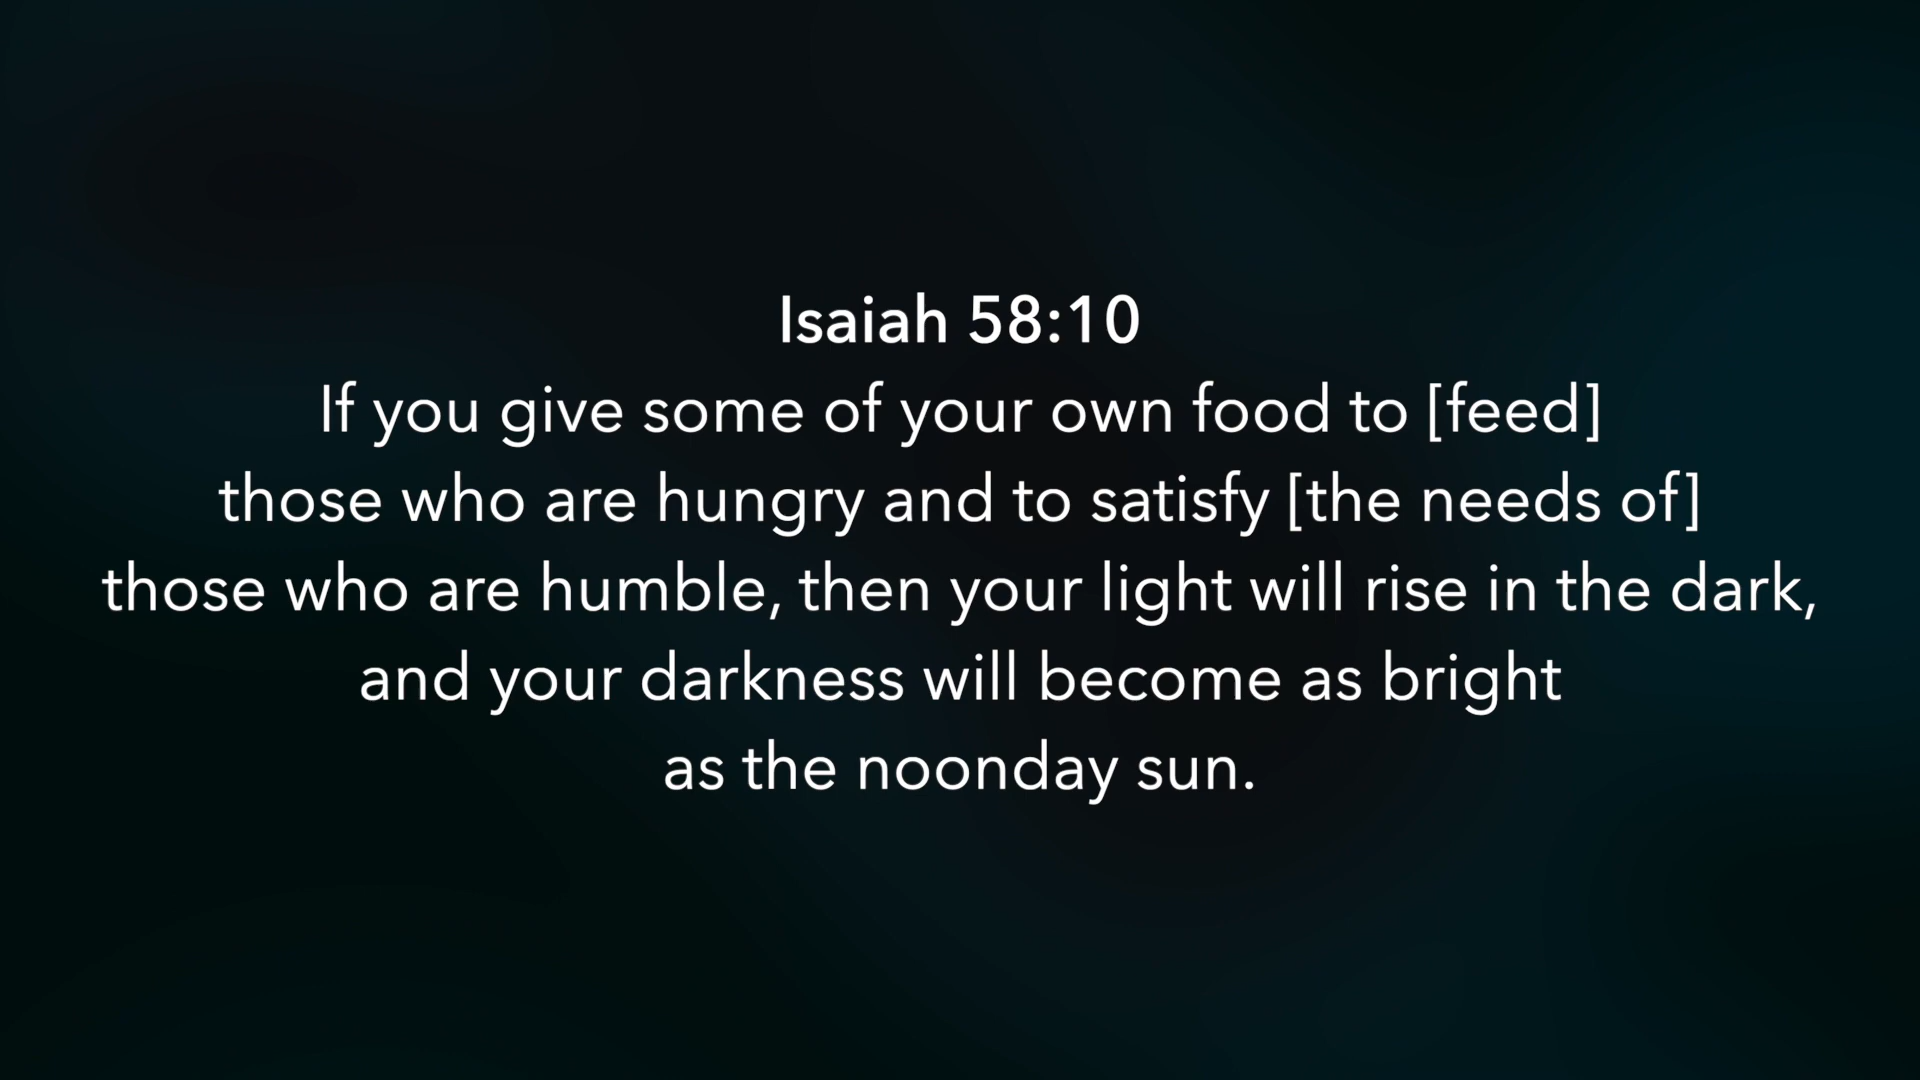 Isaiah 58:10
If you give some of your own food to [feed]
those who are hungry and to satisfy [the needs of]
those who are humble, then your light will rise in the dark,
and your darkness will become as bright
as the noonday sun.